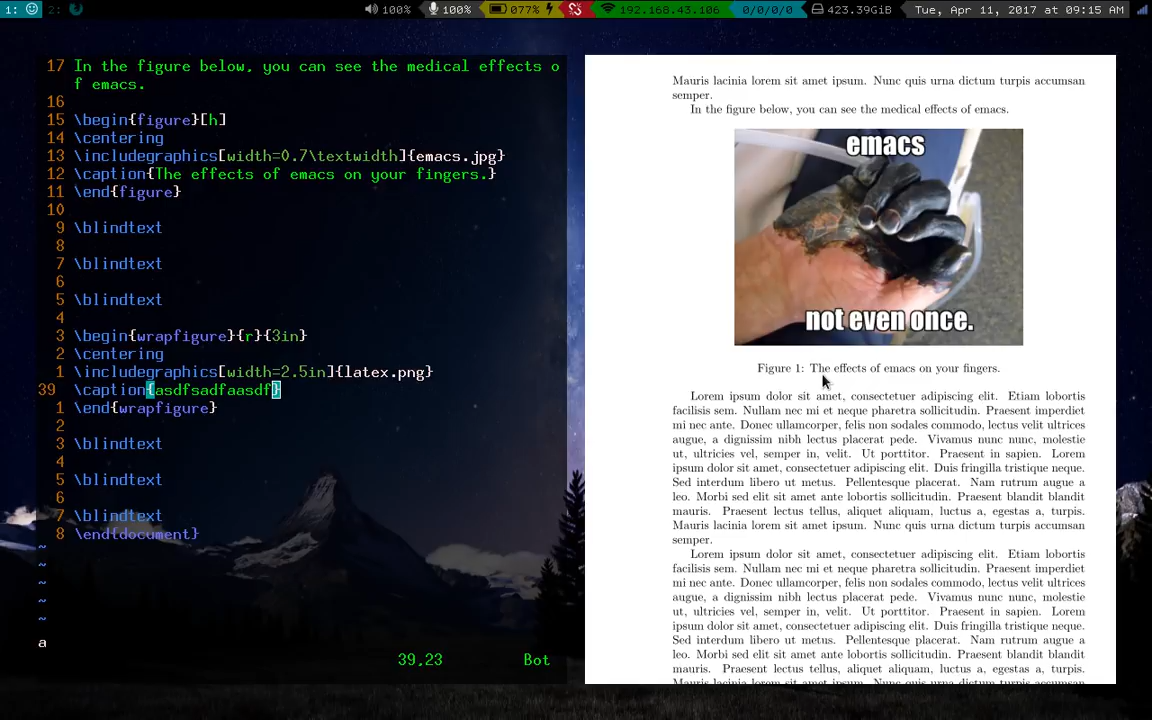 1:
2:
100%
100%
077%
192.168.43.106
0/0/0/0
423.39GiB
Tue, Apr 11, 2017 at 09:15 AM
17 In the figure below, you can see the medical effects o
f emacs.
16
15 \begin{figure}[h]
14 \centering
13 \includegraphics[width=0.7\textwidth]{emacs.jpg}
12 \caption{The effects of emacs on your fingers.}
11 \end{figure}
10
9 \blindtext
8
7 \blindtext
6
5 \blindtext
4
3 \begin{wrapfigure}{r}{3in}
2 \centering
1 \includegraphics[width=2.5in]{latex.png}
39 \caption{asdfsadfaasdf}
1 \end{wrapfigure}
2
3 \blindtext
4
5 \blindtext
6
7 \blindtext
8 \end{document}
~
~
~
~
~
a
39,23 Bot
Mauris lacinia lorem sit amet ipsum. Nunc quis urna dictum turpis accumsan
semper.
In the figure below, you can see the medical effects of emacs.
emacs
not even once.
Figure 1: The effects of emacs on your fingers.
Lorem ipsum dolor sit amet, consectetuer adipiscing elit. Etiam lobortis
facilisis sem. Nullam nec mi et neque pharetra sollicitudin. Praesent imperdiet
mi nec ante. Donec ullamcorper, felis non sodales commodo, lectus velit ultrices
augue, a dignissim nibh lectus placerat pede. Vivamus nunc nunc, molestie
ut, ultricies vel, semper in, velit. Ut porttitor. Praesent in sapien. Lorem
ipsum dolor sit amet, consectetuer adipiscing elit. Duis fringilla tristique neque.
Sed interdum libero ut metus. Pellentesque placerat. Nam rutrum augue a
leo. Morbi sed elit sit amet ante lobortis sollicitudin. Praesent blandit blandit
mauris. Praesent lectus tellus, aliquet aliquam, luctus a, egestas a, turpis.
Mauris lacinia lorem sit amet ipsum. Nunc quis urna dictum turpis accumsan
semper.
Lorem ipsum dolor sit amet, consectetuer adipiscing elit. Etiam lobortis
facilisis sem. Nullam nec mi et neque pharetra sollicitudin. Praesent imperdiet
mi nec ante. Donec ullamcorper, felis non sodales commodo, lectus velit ultrices
augue, a dignissim nibh lectus placerat pede. Vivamus nunc nunc, molestie
ut, ultricies vel, semper in, velit. Ut porttitor. Praesent in sapien. Lorem
ipsum dolor sit amet, consectetuer adipiscing elit. Duis fringilla tristique neque.
Sed interdum libero ut metus. Pellentesque placerat. Nam rutrum augue a
leo. Morbi sed elit sit amet ante lobortis sollicitudin. Praesent blandit blandit
mauris. Praesent lectus tellus, aliquet aliquam, luctus a, egestas a, turpis.
Mauris lacinia lorem sit amet ipsum. Nunc quis urna dictum turpis accumsan